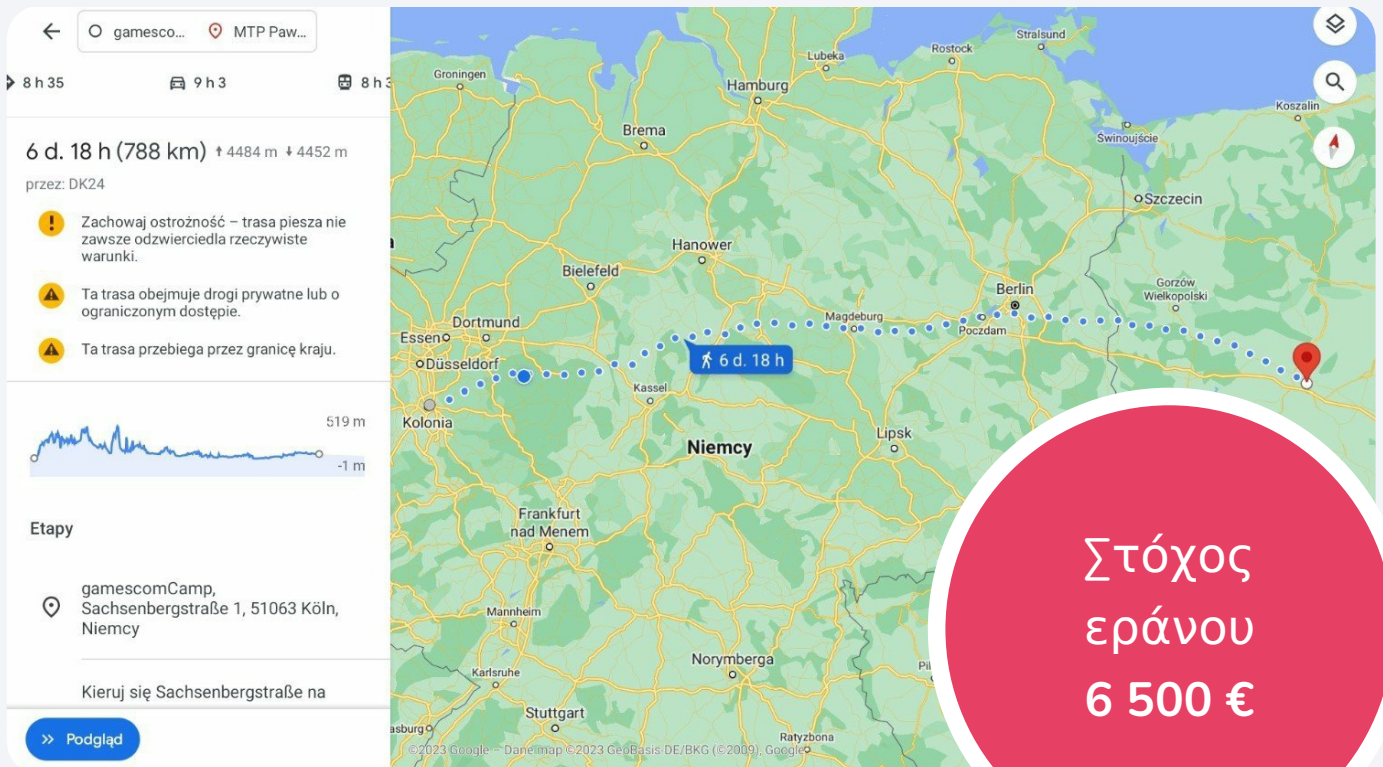 gamesco...
MTP Paw...
8 h 35
9 h 3
8 h 3
6 d. 18 h (788 km) 4484 m 4452 m
przez: DK24
Zachowaj ostrożność – trasa piesza nie
zawsze odzwierciedla rzeczywiste
warunki.
Ta trasa obejmuje drogi prywatne lub o
ograniczonym dostępie.
Ta trasa przebiega przez granicę kraju.
519 m
-1 m
Etapy
gamescomCamp,
Sachsenbergstraße 1, 51063 Köln,
Niemcy
Kieruj się Sachsenbergstraße na
Podgląd
Stralsund
Rostock
Lubeka
Groningen
Hamburg
Koszalin
Brema
Świnoujście
Szczecin
Hanower
Bielefeld
Gorzów
Wielkopolski
Berlin
Magdeburg
Poczdam
Dortmund
Essen
Düsseldorf
6 d. 18 h
Kassel
Kolonia
Lipsk
Niemcy
Frankfurt
nad Menem
Mannheim
Norymberga
Karlsruhe
Stuttgart
Ratyzbona
©2023 Google – Dane map ©2023 GeoBasis-DE/BKG (©2009), Google
Στόχος
εράνου
6 500 €